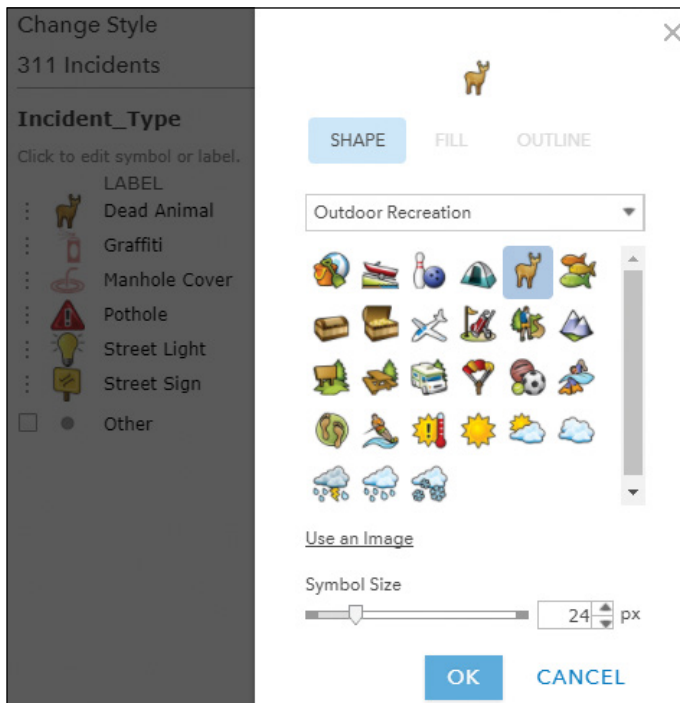 Change Style
311 Incidents
Incident_Type
Click to edit symbol or label.
LABEL
Dead Animal
Graffiti
Manhole Cover
Pothole
Street Light
Street Sign
Other
SHAPE FILL OUTLINE
Outdoor Recreation
Use an Image
Symbol Size
24 px
OK CANCEL